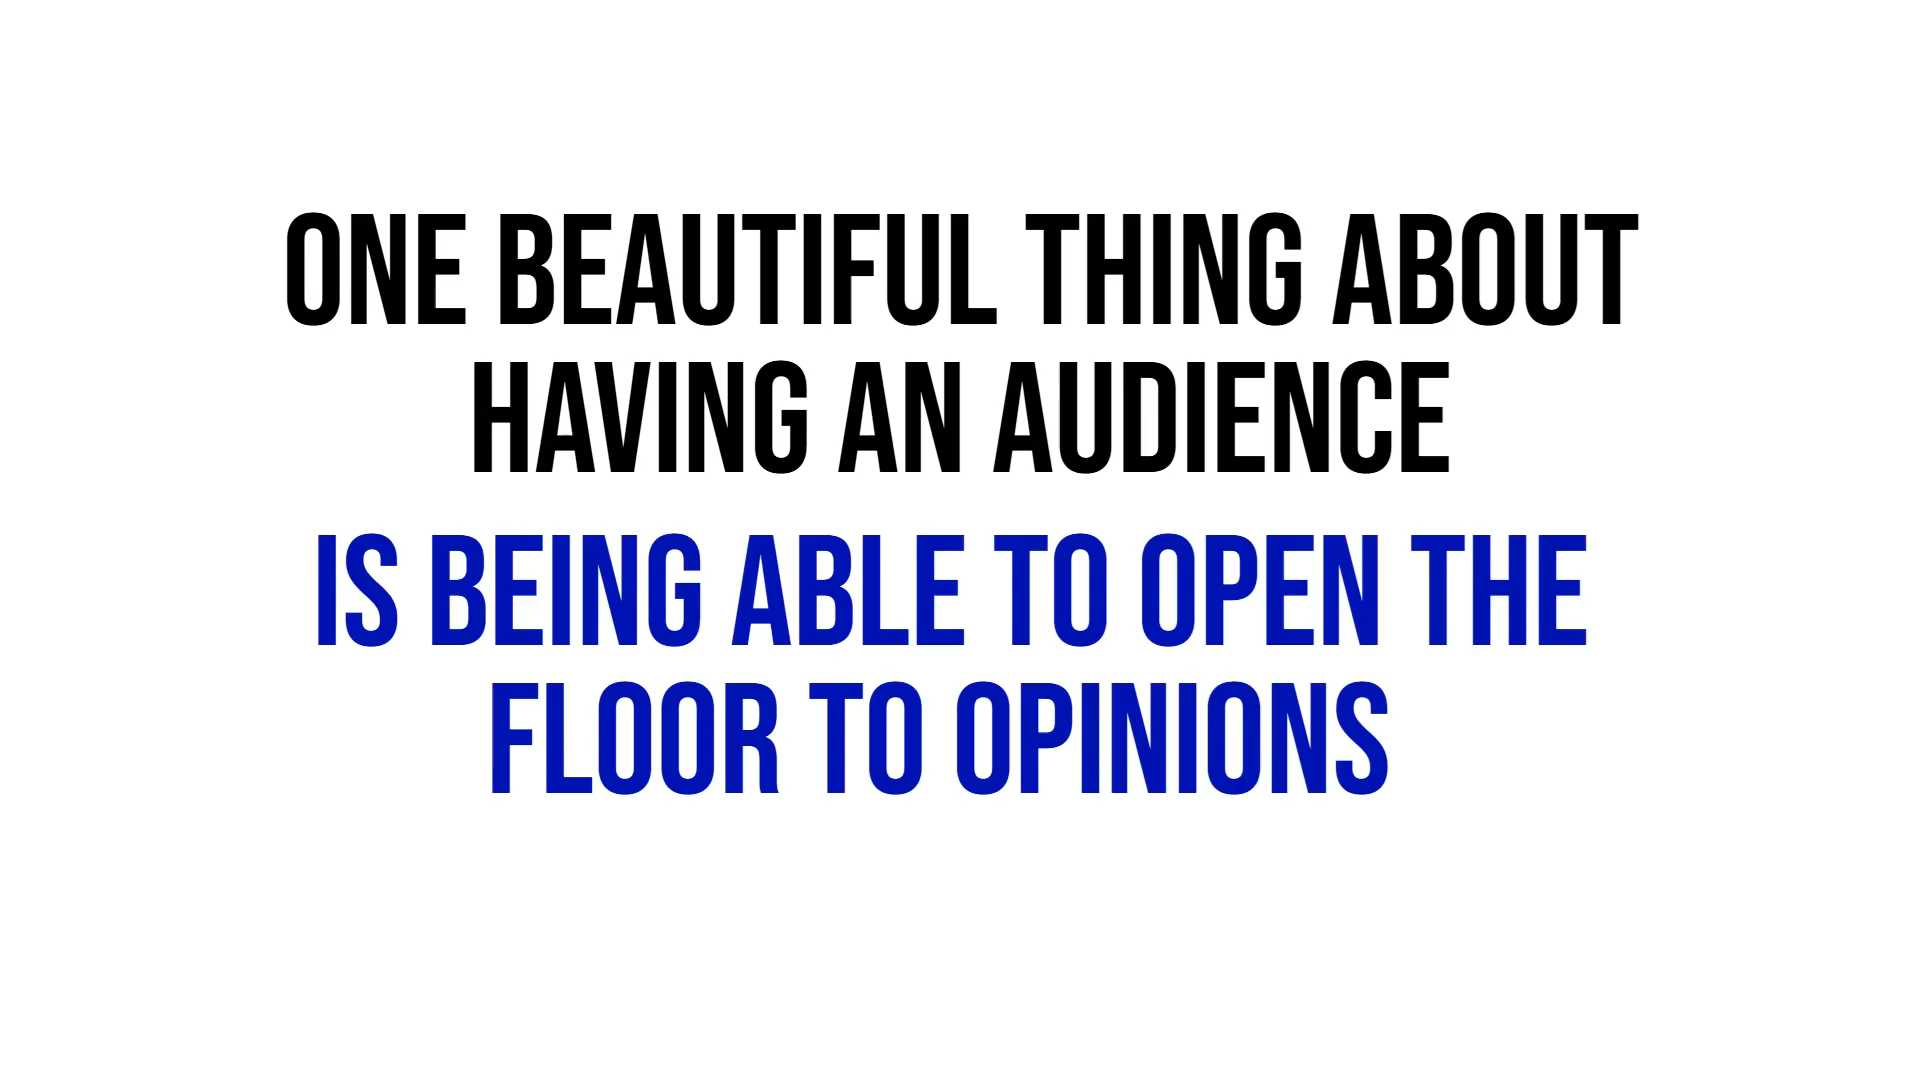 ONE BEAUTIFUL THING ABOUT
HAVING AN AUDIENCE
IS BEING ABLE TO OPEN THE
FLOOR TO OPINIONS